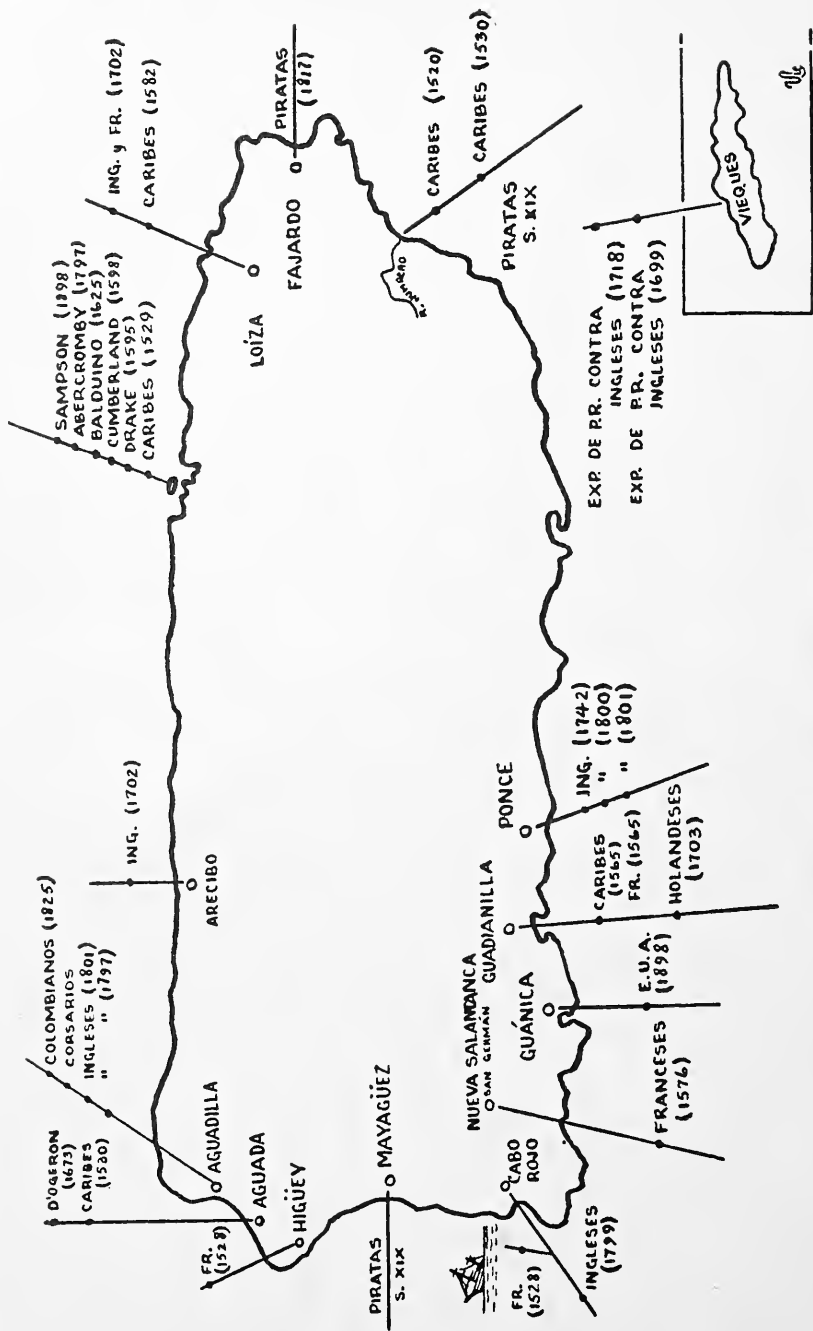 D'OGERON
(1673)
CARIBES
(1530)
COLOMBIANOS (1825)
CORSARIOS
INGLESES (1801)
" " (1797)
AGUADILLA
AGUADA
HIGÜEY
FR.
(1528)
ING. (1702)
ARECIBO
SAMPSON (1898)
ABERCROMBY (1797)
BALDUINO (1625)
CUMBERLAND (1598)
DRAKE (1595)
CARIBES (1529)
ING. y FR. (1702)
CARIBES (1582)
LOÍZA
FAJARDO
PIRATAS
(1817)
R. HUMACAO
CARIBES (1520)
CARIBES (1530)
PIRATAS
S. XIX
PIRATAS
S. XIX
MAYAGÜEZ
CABO
ROJO
FR.
(1528)
INGLESES
(1799)
NUEVA SALAMANCA
SAN GERMÁN
FRANCESES
(1576)
GUÁNICA
E.U.A.
(1898)
GUADIANILLA
CARIBES
(1565)
FR. (1565)
HOLANDESES
(1703)
PONCE
ING. (1742)
" (1800)
" (1801)
EXP. DE P.R. CONTRA
INGLESES (1718)
EXP. DE P.R. CONTRA
INGLESES (1699)
VIEQUES